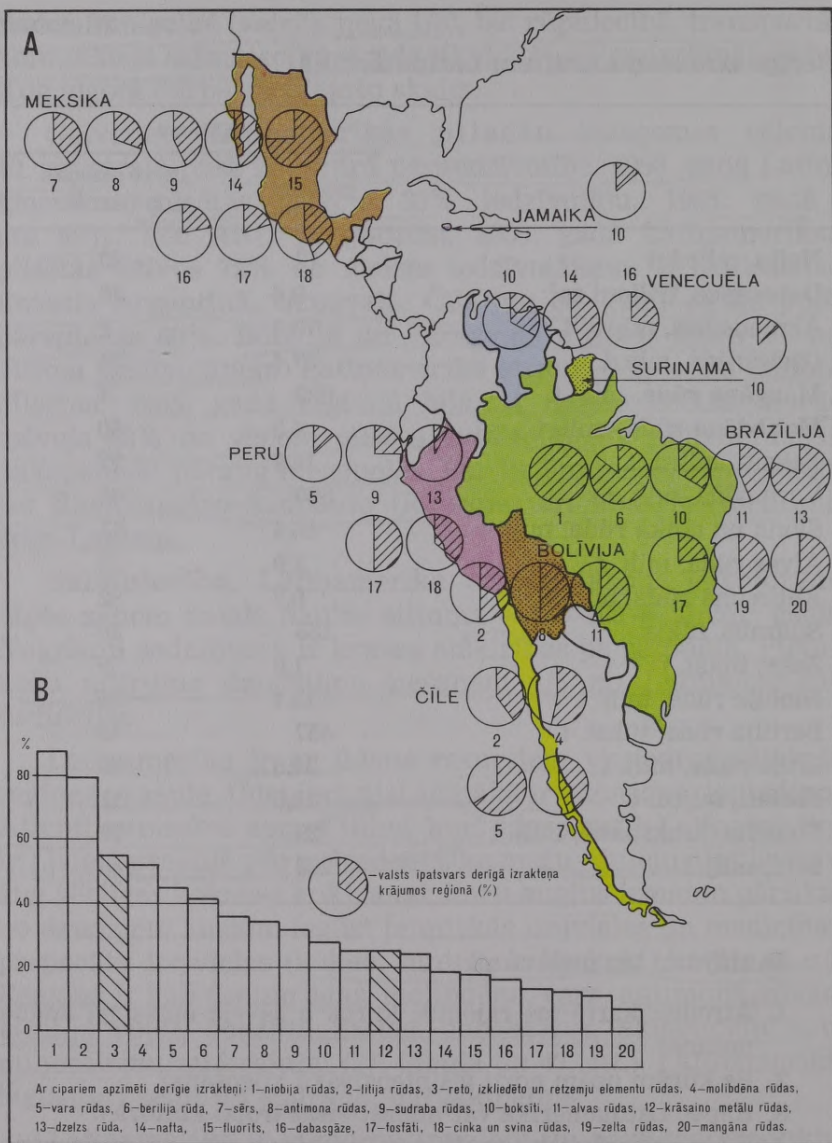 A
MEKSIKA
7 8 9 14 15
16 17 18
JAMAIKA
10
10 14 16
VENECUĒLA
10
SURINAMA
PERU
5 9 13
BRAZĪLIJA
1 6 10 11 13
17 18
BOLĪVIJA
17 19 20
2 8 11
ČĪLE
2 4
5 7
B
%
80
60
40
20
0
–valsts īpatsvars derīgā izrakteņa
krājumos reģionā (%)
1 2 3 4 5 6 7 8 9 10 11 12 13 14 15 16 17 18 19 20
Ar cipariem apzīmēti derīgie izrakteņi: 1–niobija rūdas, 2–litija rūdas, 3–reto, izkliedēto un retzemju elementu rūdas, 4–molibdēna rūdas,
5–vara rūdas, 6–berilija rūda, 7–sērs, 8–antimona rūdas, 9–sudraba rūdas, 10–boksīti, 11–alvas rūdas, 12–krāsaino metālu rūdas,
13–dzelzs rūda, 14–nafta, 15–fluorīts, 16–dabasgāze, 17–fosfāti, 18–cinka un svina rūdas, 19–zelta rūdas, 20–mangāna rūdas.